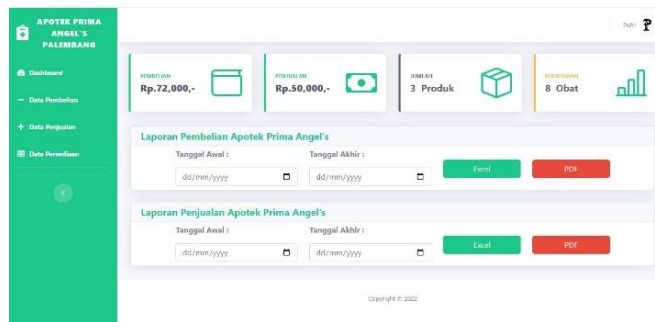 APOTEK PRIMA
ANGEL'S
PALEMBANG
Putri
Dashboard
Data Pembelian
Data Penjualan
Data Persediaan
PEMBELIAN
Rp.72,000,-
PENJUALAN
Rp.50,000,-
JUMLAH
3 Produk
PERSEDIAAN
8 Obat
Laporan Pembelian Apotek Prima Angel's
Tanggal Awal : Tanggal Akhir :
dd/mm/yyyy dd/mm/yyyy Excel PDF
Laporan Penjualan Apotek Prima Angel's
Tanggal Awal : Tanggal Akhir :
dd/mm/yyyy dd/mm/yyyy Excel PDF
Copyright © 2022